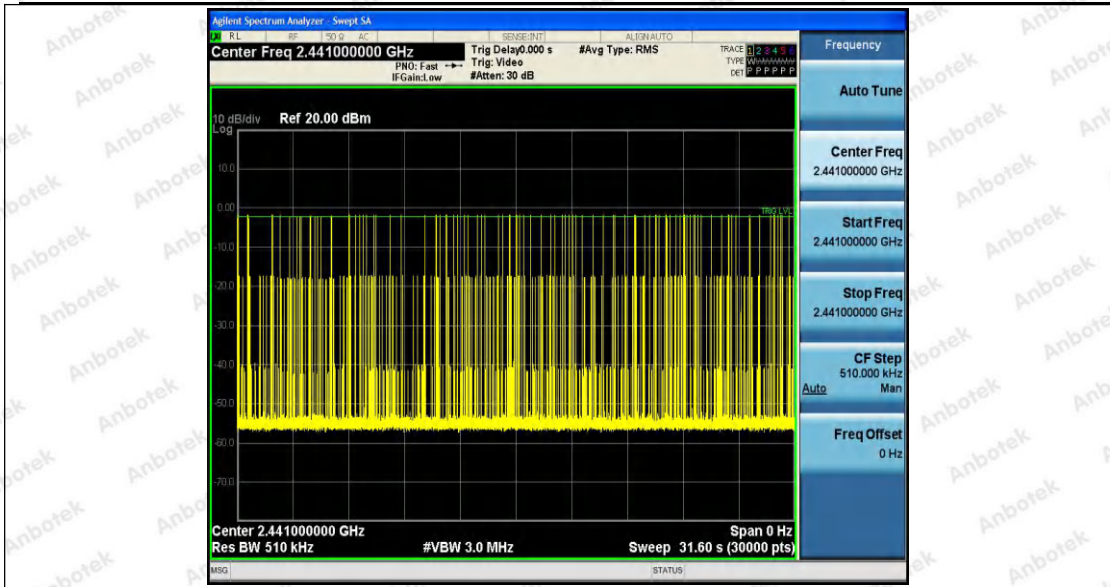 Agilent Spectrum Analyzer - Swept SA
RL RF 50 Ω AC SENSE:INT ALIGN AUTO
Center Freq 2.441000000 GHz
Trig Delay0.000 s #Avg Type: RMS
TRACE 1 2 3 4 5 6
PNO: Fast Trig: Video
TYPE WWWWWW
IFGain:Low #Atten: 30 dB
DET P P P P P P
10 dB/div Ref 20.00 dBm
Log
10.0
0.00
TRIG LVL
-10.0
-20.0
-30.0
-40.0
-50.0
-60.0
-70.0
Center 2.441000000 GHz Span 0 Hz
Res BW 510 kHz #VBW 3.0 MHz Sweep 31.60 s (30000 pts)
MSG STATUS
Frequency
Auto Tune
Center Freq
2.441000000 GHz
Start Freq
2.441000000 GHz
Stop Freq
2.441000000 GHz
CF Step
510.000 kHz
Auto Man
Freq Offset
0 Hz
Anbotek